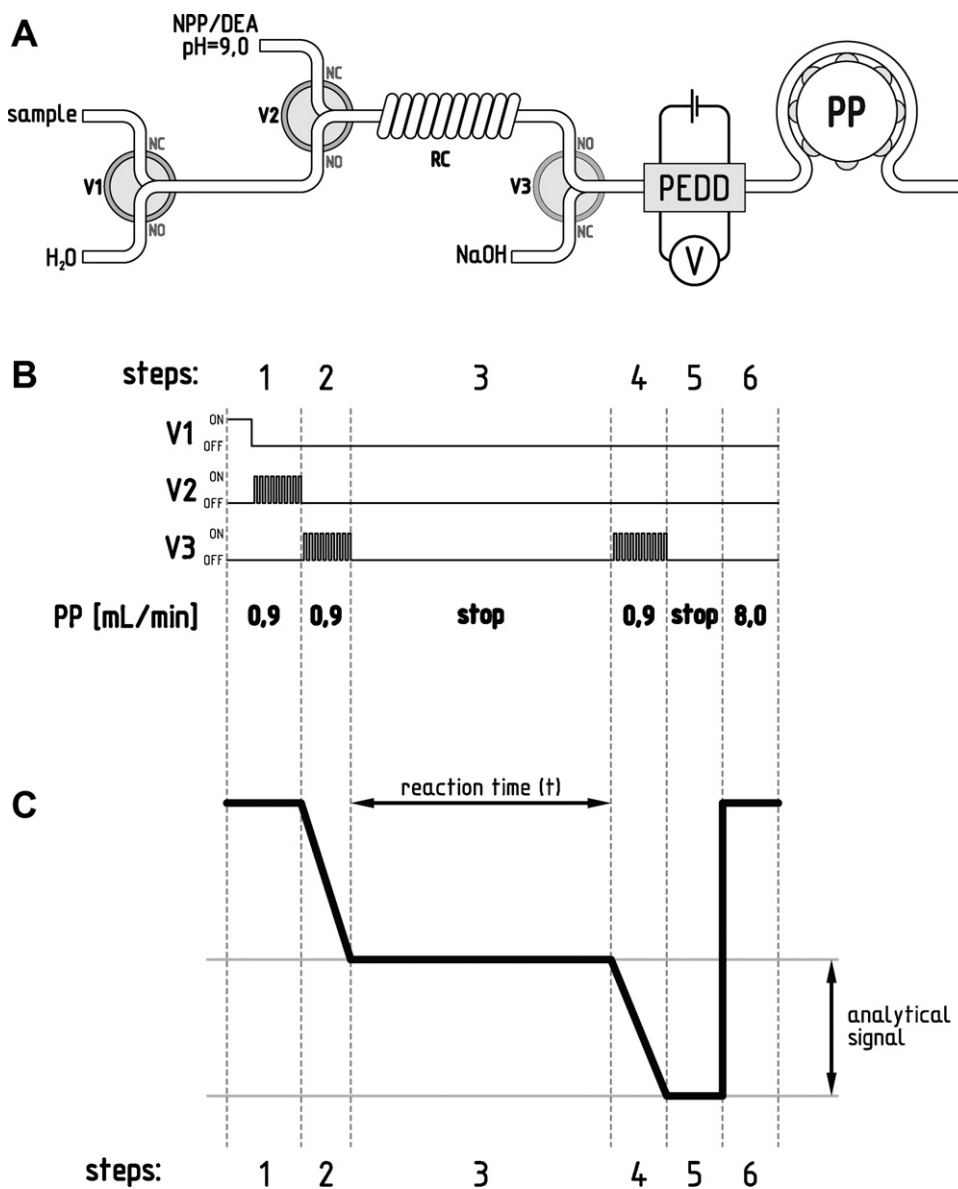 A
NPP/DEA
pH=9,0
NC
V2
NO
sample
NC
V1
NO
H₂O
RC
NO
V3
NC
NaOH
PEDD
V
PP
B
steps: 1 2 3 4 5 6
V1 ON
OFF
V2 ON
OFF
V3 ON
OFF
PP [mL/min] 0,9 0,9 stop 0,9 stop 8,0
C
reaction time (t)
analytical
signal
steps: 1 2 3 4 5 6